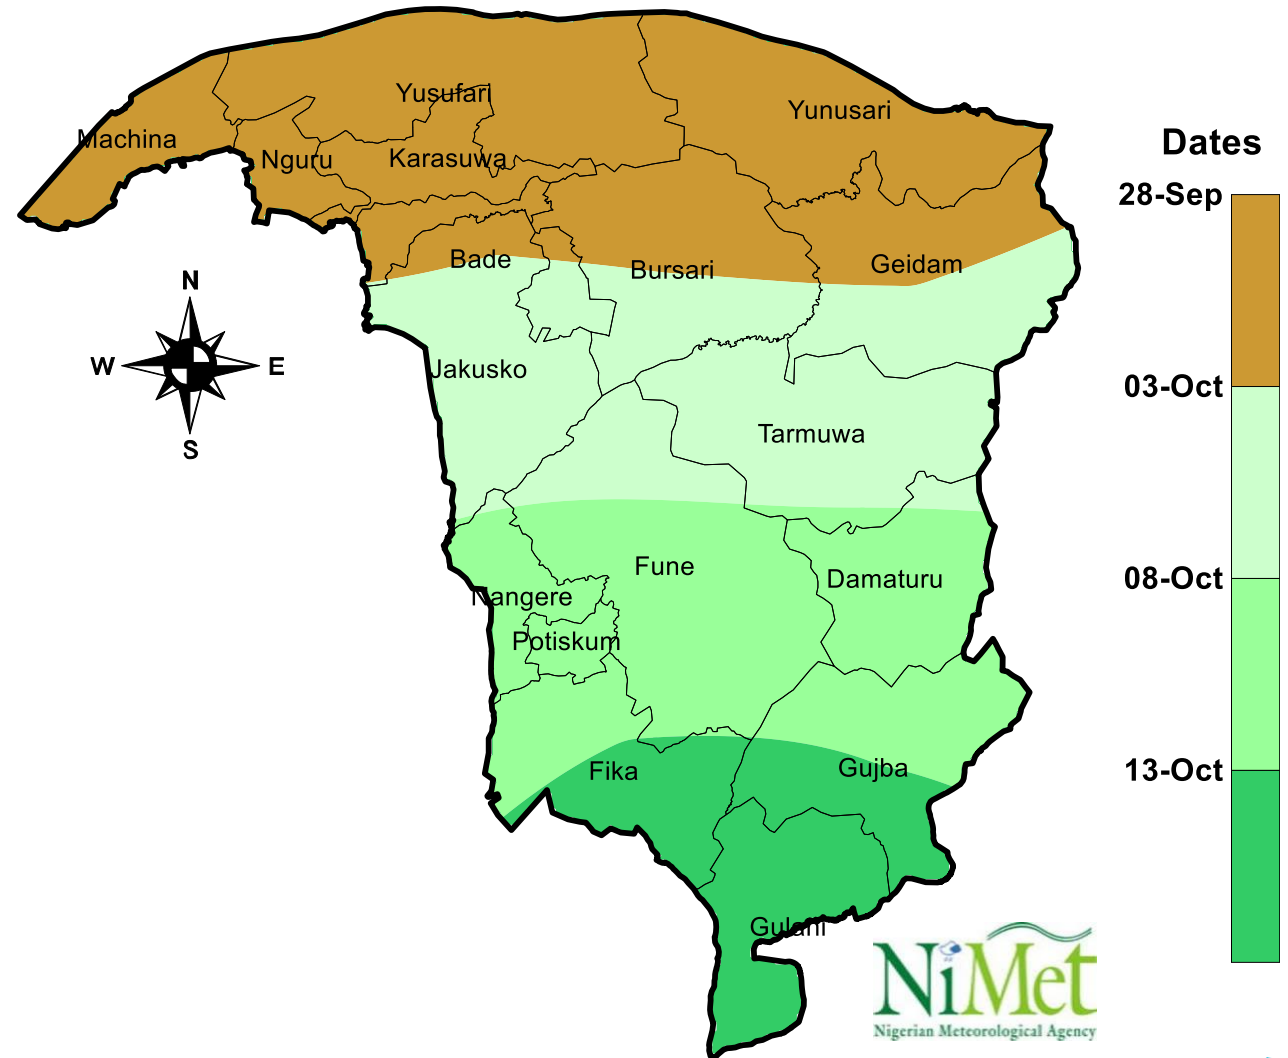 Yusufari
Yunusari
Machina
Nguru
Karasuwa
Dates
28-Sep
Bade
Bursari
Geidam
N
W
E
S
Jakusko
03-Oct
Tarmuwa
Fune
Damaturu
08-Oct
Nangere
Potiskum
Fika
Gujba
13-Oct
Gulani
NiMet
Nigerian Meteorological Agency